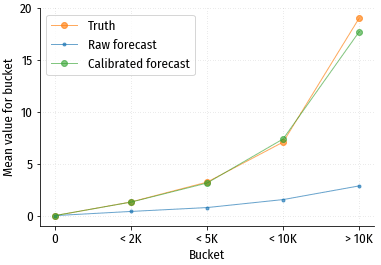 20
15
10
5
0
Mean value for bucket
Truth
Raw forecast
Calibrated forecast
0
< 2K
< 5K
< 10K
> 10K
Bucket